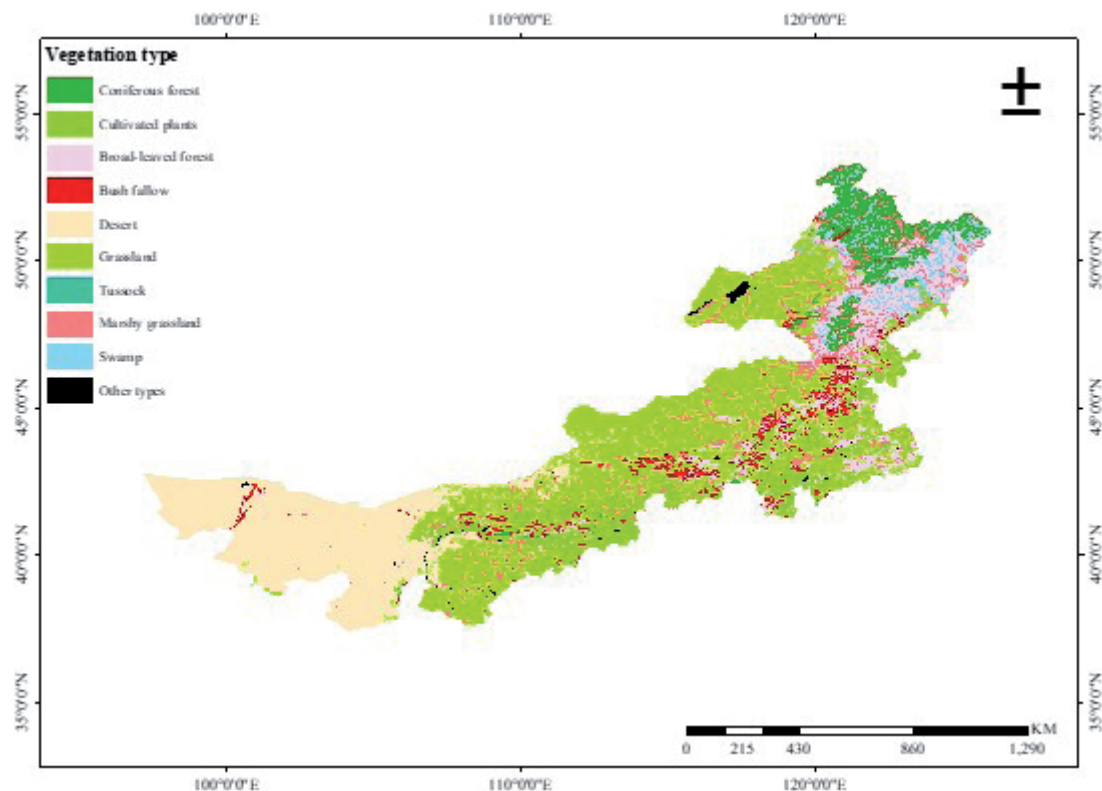 100°0'0"E 110°0'0"E 120°0'0"E
Vegetation type
Coniferous forest
Cultivated plants
Broad-leaved forest
Bush fallow
Desert
Grassland
Tussock
Marshy grassland
Swamp
Other types
55°0'0"N 55°0'0"N
50°0'0"N 50°0'0"N
45°0'0"N 45°0'0"N
40°0'0"N 40°0'0"N
35°0'0"N 35°0'0"N
±
KM
0 215 430 860 1,290
100°0'0"E 110°0'0"E 120°0'0"E